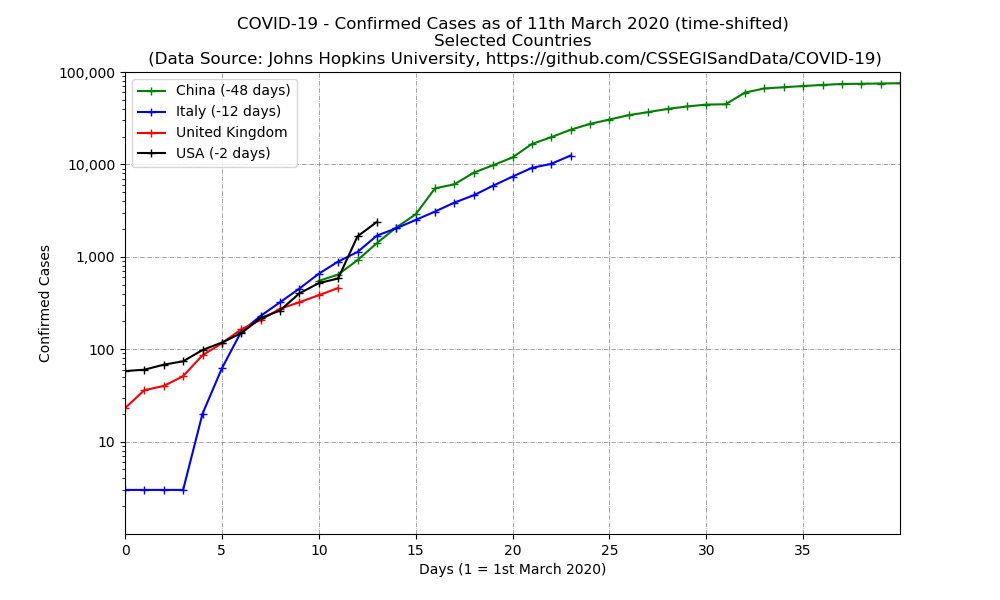 COVID-19 - Confirmed Cases as of 11th March 2020 (time-shifted)
Selected Countries
(Data Source: Johns Hopkins University, https://github.com/CSSEGISandData/COVID-19)
China (-48 days)
Italy (-12 days)
United Kingdom
USA (-2 days)
100,000
10,000
1,000
100
10
Confirmed Cases
0 5 10 15 20 25 30 35
Days (1 = 1st March 2020)